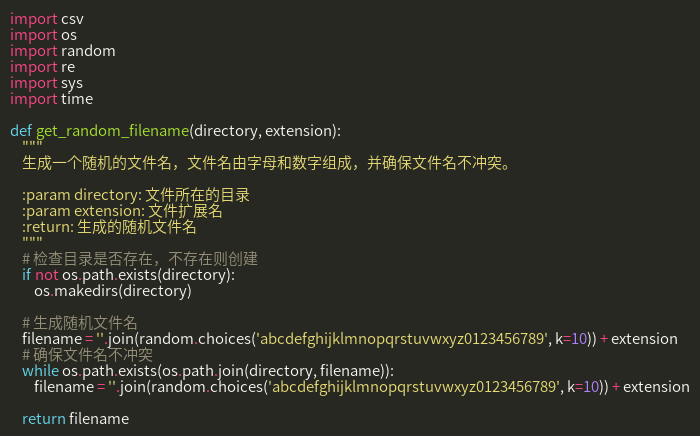 import csv
import os
import random
import re
import sys
import time

def get_random_filename(directory, extension):
    """
    生成一个随机的文件名，文件名由字母和数字组成，并确保文件名不冲突。

    :param directory: 文件所在的目录
    :param extension: 文件扩展名
    :return: 生成的随机文件名
    """
    # 检查目录是否存在，不存在则创建
    if not os.path.exists(directory):
        os.makedirs(directory)

    # 生成随机文件名
    filename = ''.join(random.choices('abcdefghijklmnopqrstuvwxyz0123456789', k=10)) + extension
    # 确保文件名不冲突
    while os.path.exists(os.path.join(directory, filename)):
        filename = ''.join(random.choices('abcdefghijklmnopqrstuvwxyz0123456789', k=10)) + extension

    return filename